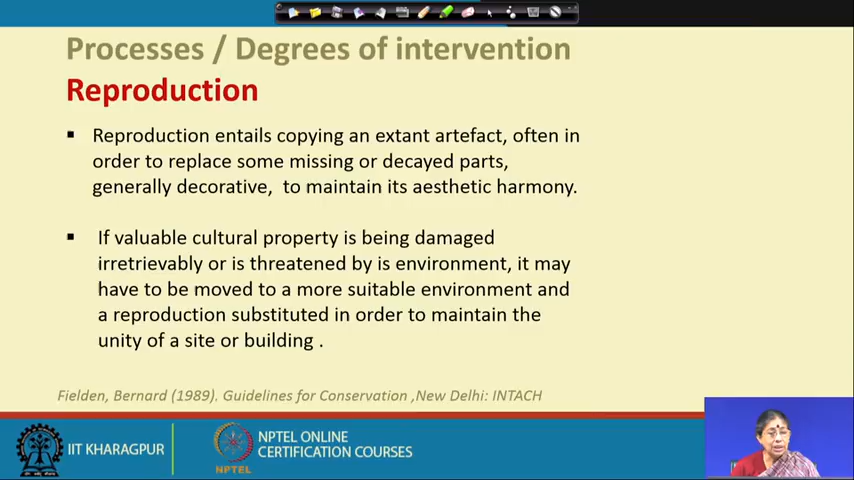 Processes / Degrees of intervention
Reproduction
▪ Reproduction entails copying an extant artefact, often in
order to replace some missing or decayed parts,
generally decorative, to maintain its aesthetic harmony.
▪ If valuable cultural property is being damaged
irretrievably or is threatened by is environment, it may
have to be moved to a more suitable environment and
a reproduction substituted in order to maintain the
unity of a site or building .
Fielden, Bernard (1989). Guidelines for Conservation ,New Delhi: INTACH
IIT KHARAGPUR
NPTEL
NPTEL ONLINE
CERTIFICATION COURSES